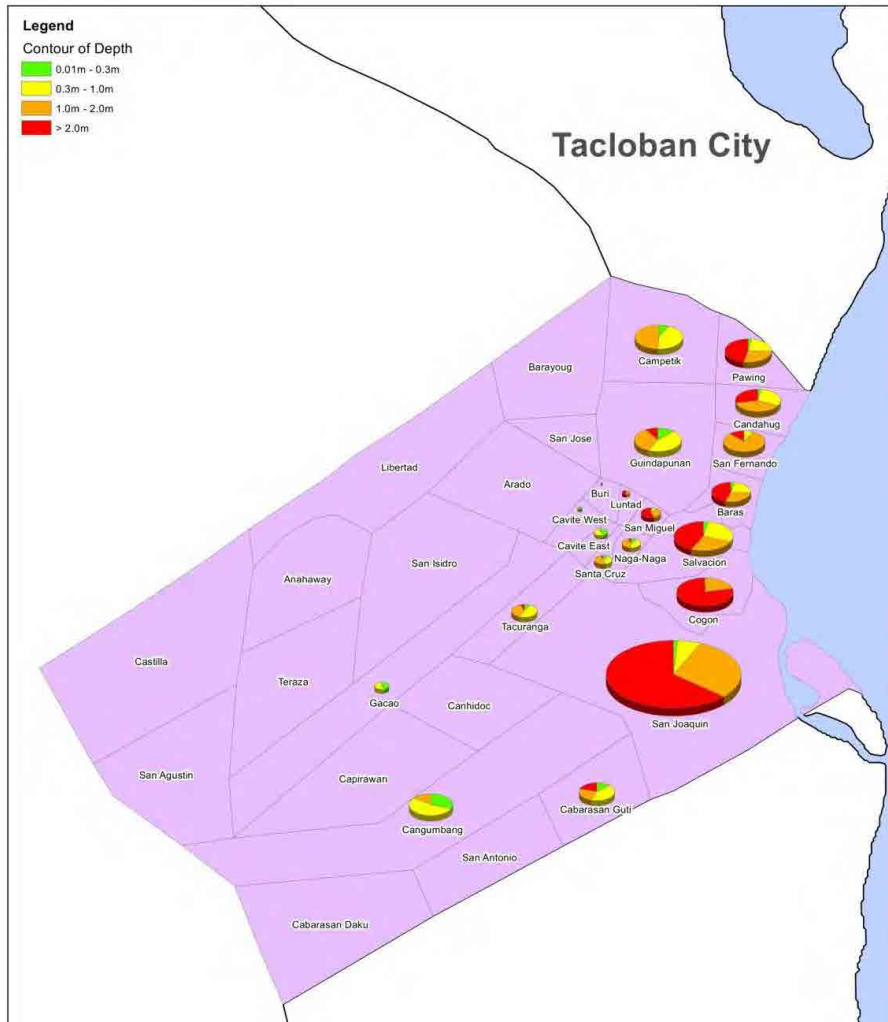 Legend
Contour of Depth
0.01m - 0.3m
0.3m - 1.0m
1.0m - 2.0m
> 2.0m
Tacloban City
Campetik
Barayoug
Pawing
Candahug
San Jose
Guindapunan
San Fernando
Libertad
Arado
Buri
Luntad
Baras
Cavite West
San Miguel
Cavite East
Naga-Naga
Salvacion
San Isidro
Santa Cruz
Anahaway
Cogon
Tacuranga
Castilla
Teraza
Gacao
Canhidoc
San Joaquin
San Agustin
Capirawan
Cabarasan Guti
Cangumbang
San Antonio
Cabarasan Daku